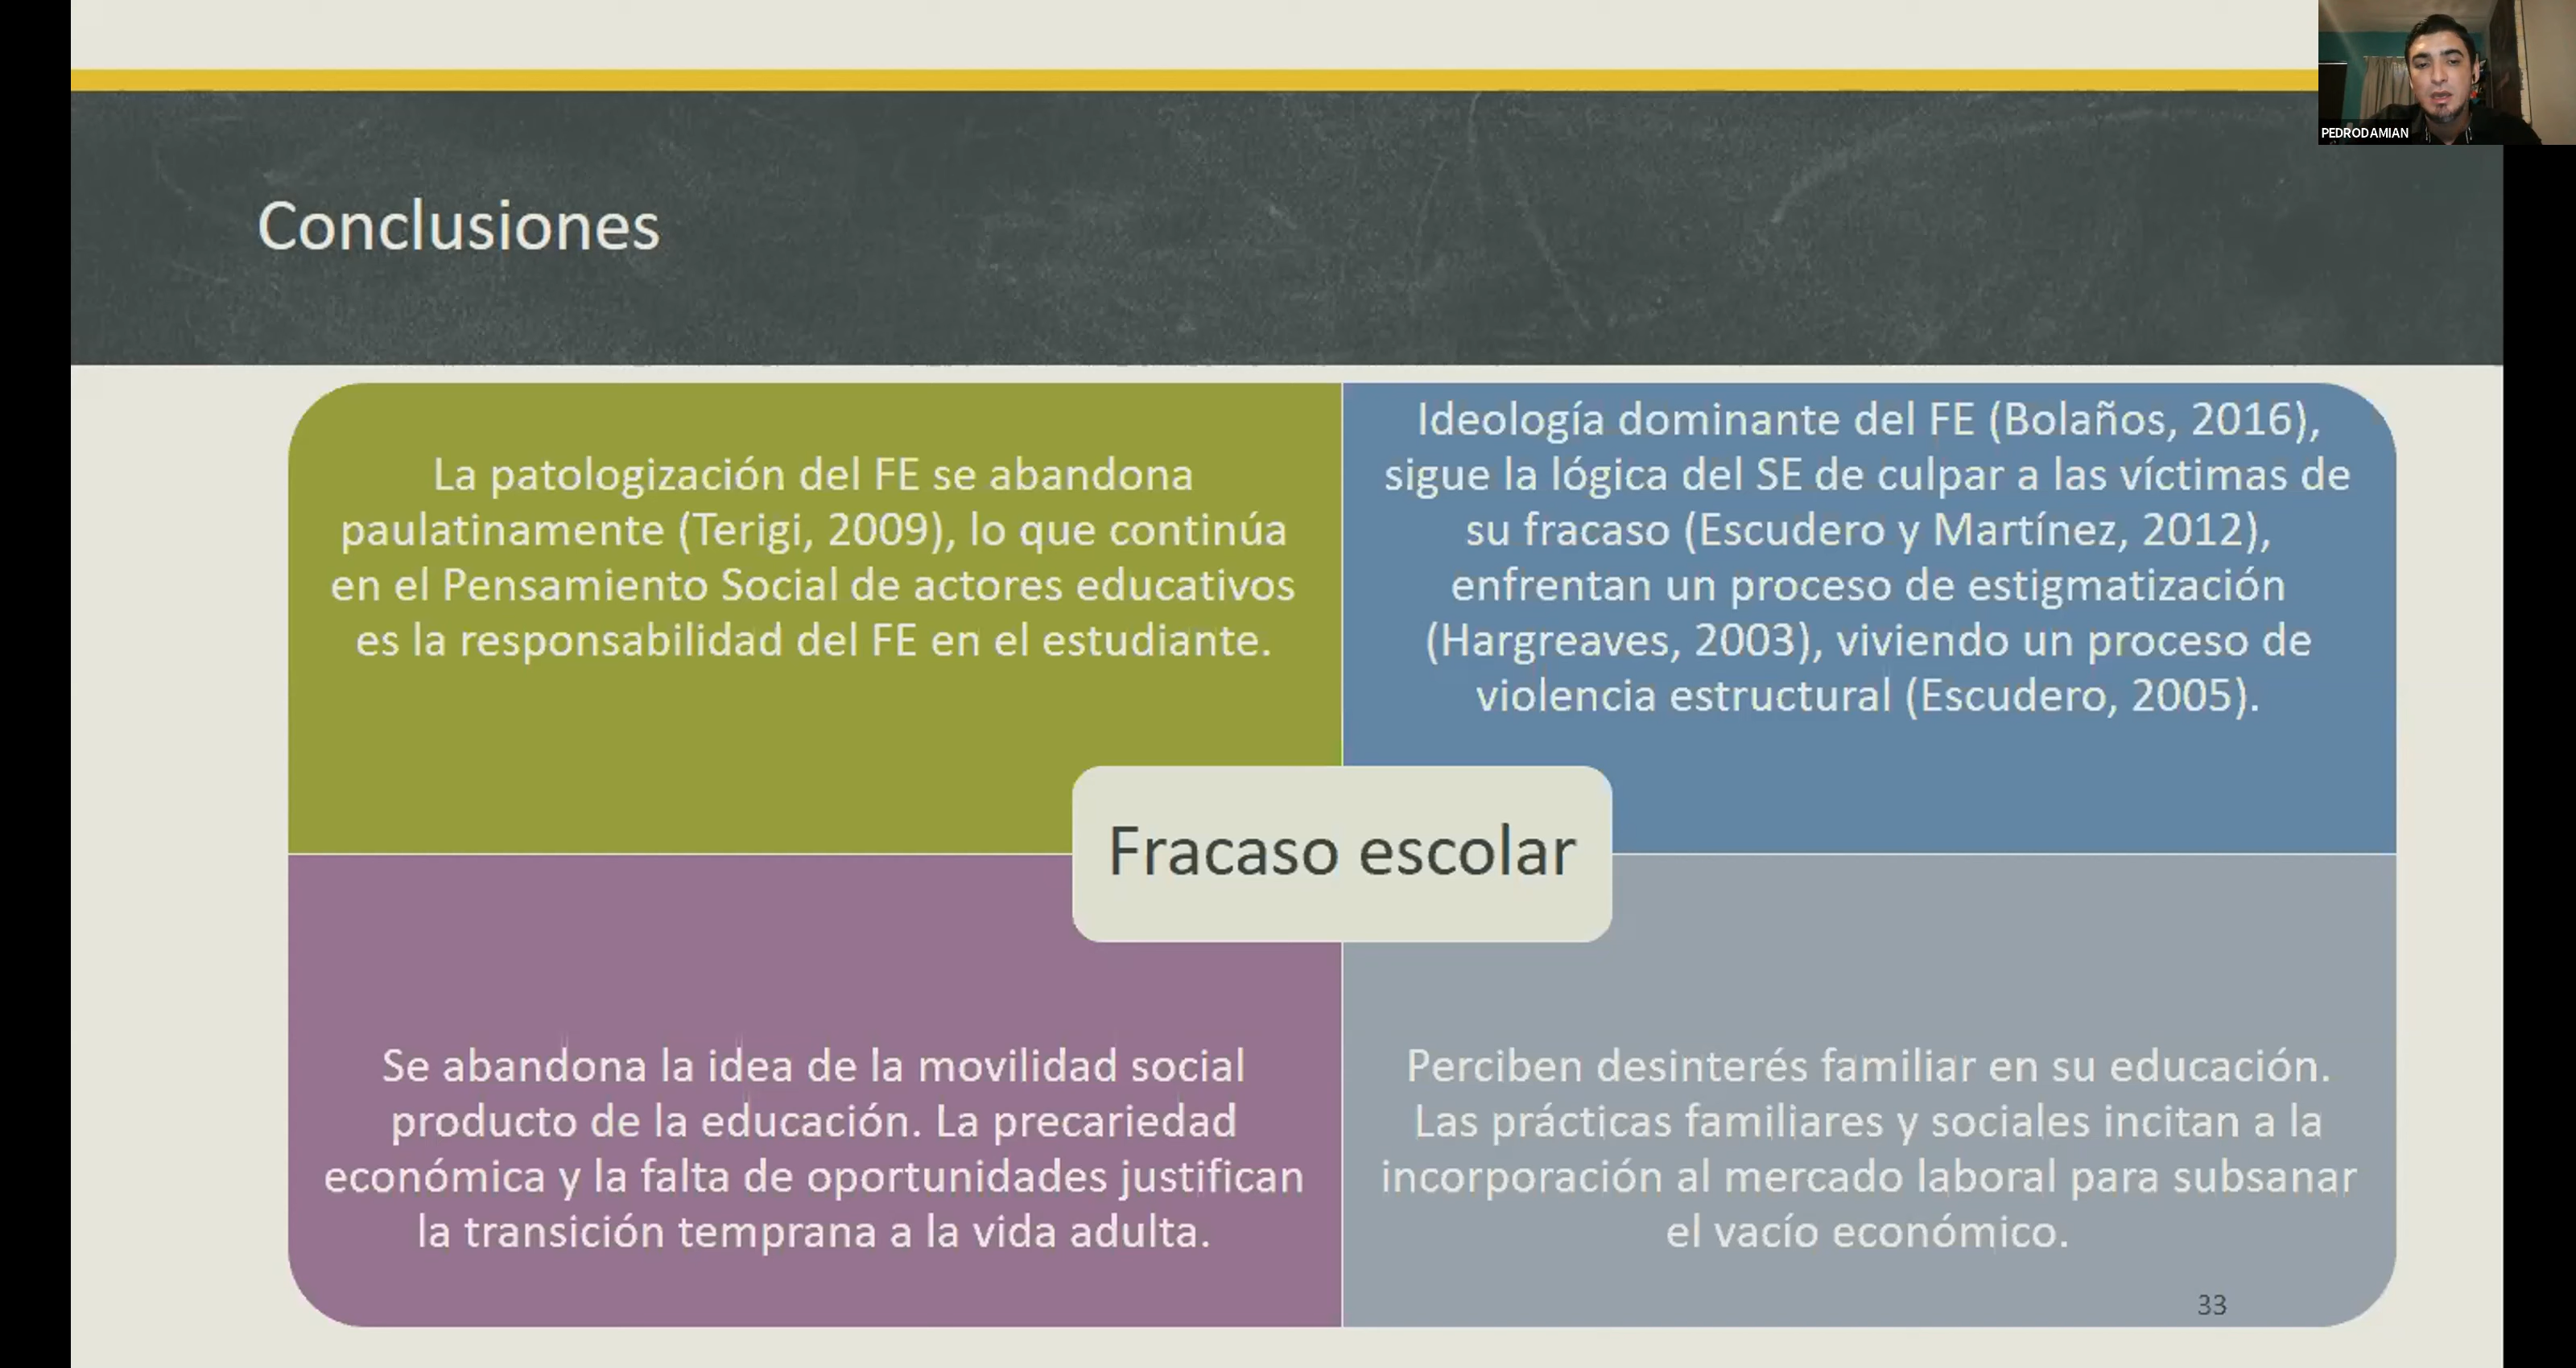 PEDRODAMIAN
Conclusiones
La patologización del FE se abandona
paulatinamente (Terigi, 2009), lo que continúa
en el Pensamiento Social de actores educativos
es la responsabilidad del FE en el estudiante.
Ideología dominante del FE (Bolaños, 2016),
sigue la lógica del SE de culpar a las víctimas de
su fracaso (Escudero y Martínez, 2012),
enfrentan un proceso de estigmatización
(Hargreaves, 2003), viviendo un proceso de
violencia estructural (Escudero, 2005).
Fracaso escolar
Se abandona la idea de la movilidad social
producto de la educación. La precariedad
económica y la falta de oportunidades justifican
la transición temprana a la vida adulta.
Perciben desinterés familiar en su educación.
Las prácticas familiares y sociales incitan a la
incorporación al mercado laboral para subsanar
el vacío económico.
33